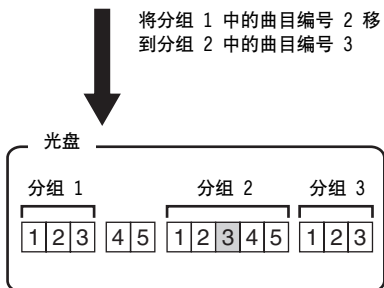 将分组 1 中的曲目编号 2 移
到分组 2 中的曲目编号 3
光盘
分组 1 分组 2 分组 3
1 2 3 4 5 1 2 3 4 5 1 2 3